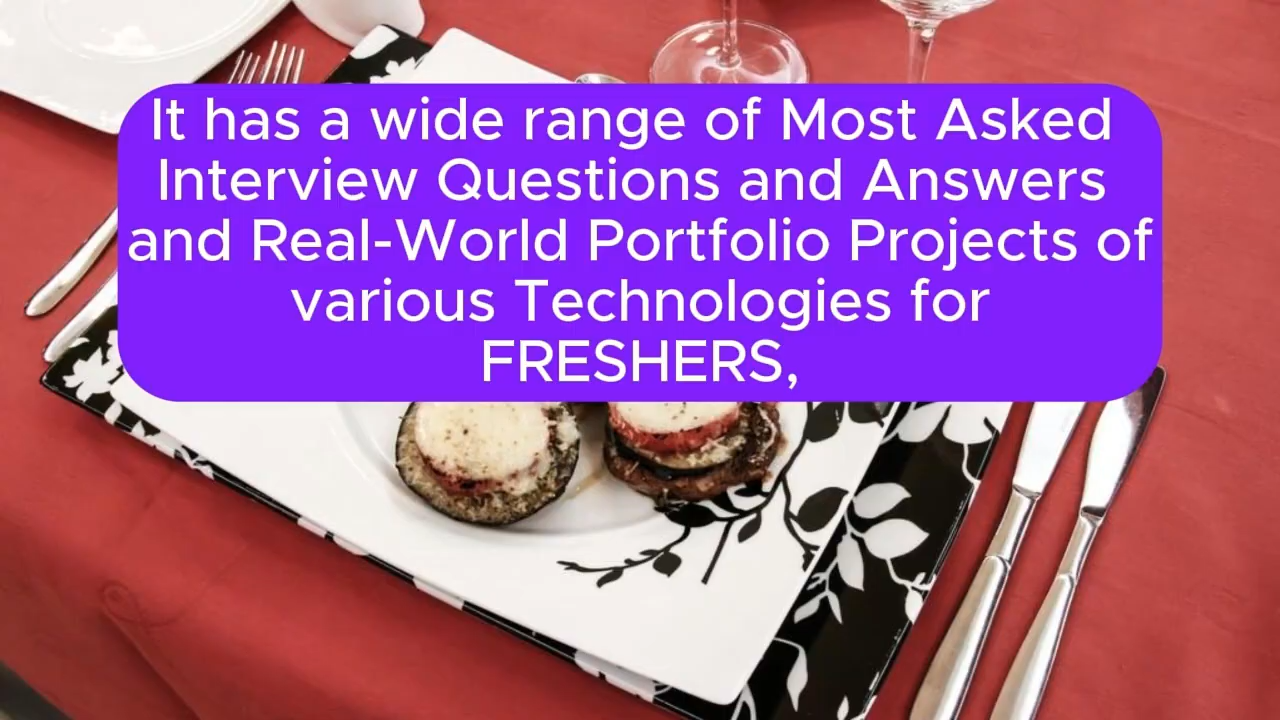 It has a wide range of Most Asked
Interview Questions and Answers
and Real-World Portfolio Projects of
various Technologies for
FRESHERS,